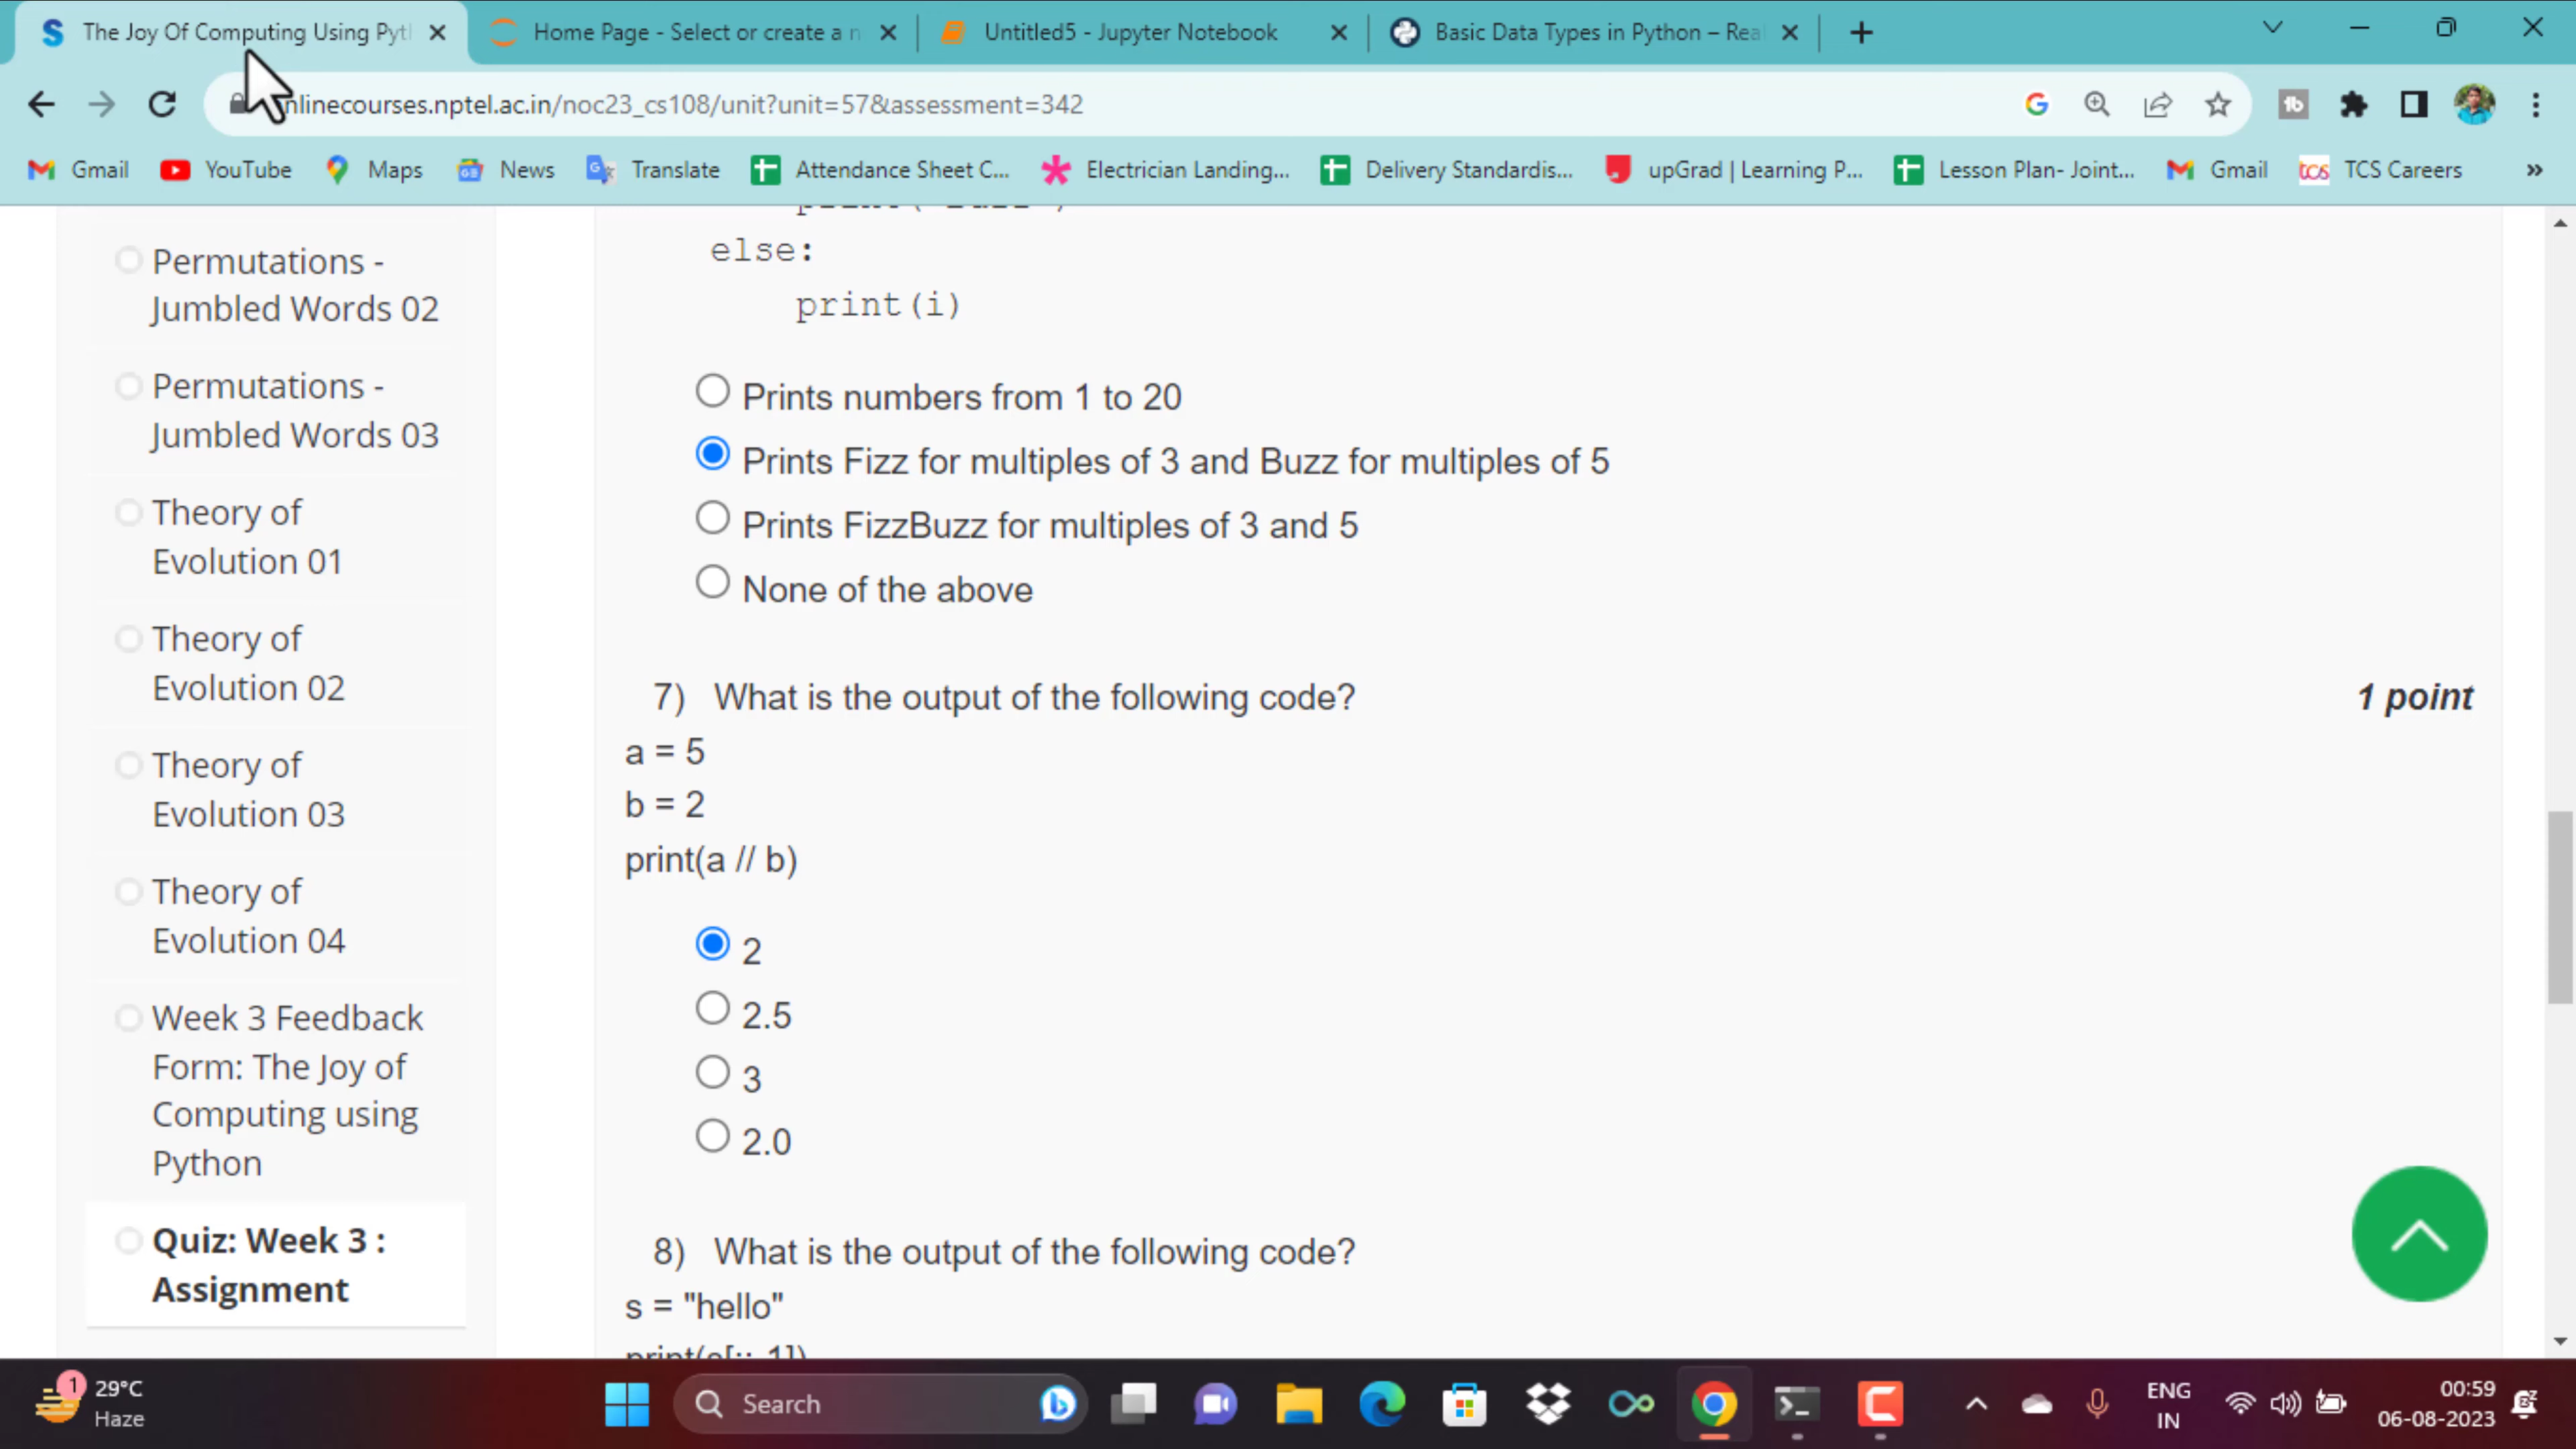 The Joy Of Computing Using Pyt
Home Page - Select or create a n
Untitled5 - Jupyter Notebook
Basic Data Types in Python – Rea
nlinecourses.nptel.ac.in/noc23_cs108/unit?unit=57&assessment=342
Gmail
YouTube
Maps
News
Translate
Attendance Sheet C...
Electrician Landing...
Delivery Standardis...
upGrad | Learning P...
Lesson Plan- Joint...
Gmail
tcs
TCS Careers
»
Permutations -
Jumbled Words 02
Permutations -
Jumbled Words 03
Theory of
Evolution 01
Theory of
Evolution 02
Theory of
Evolution 03
Theory of
Evolution 04
Week 3 Feedback
Form: The Joy of
Computing using
Python
Quiz: Week 3 :
Assignment
else:
print(i)
Prints numbers from 1 to 20
Prints Fizz for multiples of 3 and Buzz for multiples of 5
Prints FizzBuzz for multiples of 3 and 5
None of the above
7) What is the output of the following code?
1 point
a = 5
b = 2
print(a // b)
2
2.5
3
2.0
8) What is the output of the following code?
s = "hello"
print(s[::-1])
1
29°C
Haze
Search
ENG
IN
00:59
06-08-2023